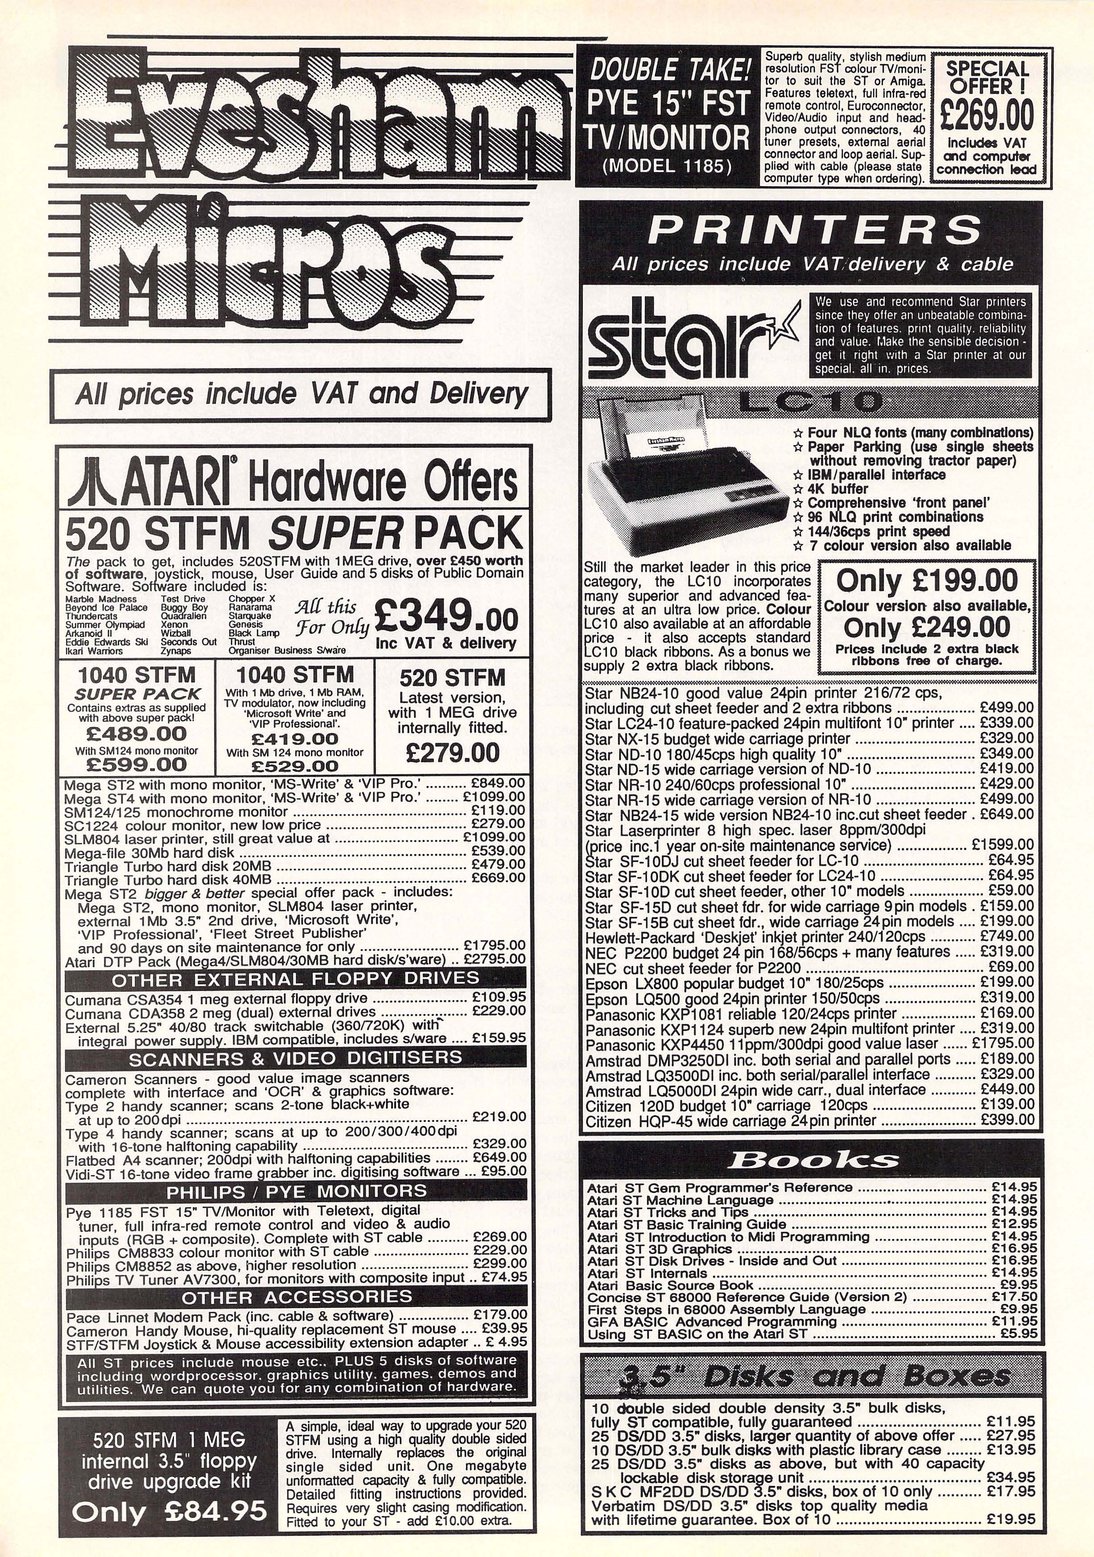 Evesham
Micros
All prices include VAT and Delivery
ATARI® Hardware Offers
520 STFM SUPER PACK
The pack to get, includes 520STFM with 1MEG drive, over £450 worth
of software, joystick, mouse, User Guide and 5 disks of Public Domain
Software. Software included is:
Marble Madness Test Drive Chopper X
Beyond Ice Palace Buggy Boy Ranarama
Thundercats Quadralien Starquake
Summer Olympiad Xenon Genesis
Arkanoid II Wizball Black Lamp
Eddie Edwards Ski Seconds Out Thrust
Ikari Warriors Zynaps Organiser Business S/ware
All this
For Only
£349.00
Inc VAT & delivery
1040 STFM
SUPER PACK
Contains extras as supplied
with above super pack!
£489.00
With SM124 mono monitor
£599.00
1040 STFM
With 1 Mb drive, 1 Mb RAM,
TV modulator, now including
'Microsoft Write' and
'VIP Professional'.
£419.00
With SM 124 mono monitor
£529.00
520 STFM
Latest version,
with 1 MEG drive
internally fitted.
£279.00
Mega ST2 with mono monitor, 'MS-Write' & 'VIP Pro.' ......... £849.00
Mega ST4 with mono monitor, 'MS-Write' & 'VIP Pro.' ........ £1099.00
SM124/125 monochrome monitor ................................ £119.00
SC1224 colour monitor, new low price ........................... £279.00
SLM804 laser printer, still great value at ........................ £1099.00
Mega-file 30Mb hard disk .......................................... £539.00
Triangle Turbo hard disk 20MB .................................... £479.00
Triangle Turbo hard disk 40MB .................................... £669.00
Mega ST2 bigger & better special offer pack - includes:
Mega ST2, mono monitor, SLM804 laser printer,
external 1Mb 3.5" 2nd drive, 'Microsoft Write',
'VIP Professional', 'Fleet Street Publisher'
and 90 days on site maintenance for only ................... £1795.00
Atari DTP Pack (Mega4/SLM804/30MB hard disk/s'ware) .. £2795.00
OTHER EXTERNAL FLOPPY DRIVES
Cumana CSA354 1 meg external floppy drive ................. £109.95
Cumana CDA358 2 meg (dual) external drives ................ £229.00
External 5.25" 40/80 track switchable (360/720K) with
integral power supply. IBM compatible, includes s/ware .... £159.95
SCANNERS & VIDEO DIGITISERS
Cameron Scanners - good value image scanners
complete with interface and 'OCR' & graphics software:
Type 2 handy scanner; scans 2-tone black+white
at up to 200dpi .................................................. £219.00
Type 4 handy scanner; scans at up to 200/300/400dpi
with 16-tone halftoning capability ............................ £329.00
Flatbed A4 scanner; 200dpi with halftoning capabilities ....... £649.00
Vidi-ST 16-tone video frame grabber inc. digitising software ... £95.00
PHILIPS / PYE MONITORS
Pye 1185 FST 15" TV/Monitor with Teletext, digital
tuner, full infra-red remote control and video & audio
inputs (RGB + composite). Complete with ST cable ........ £269.00
Philips CM8833 colour monitor with ST cable .................. £229.00
Philips CM8852 as above, higher resolution ..................... £299.00
Philips TV Tuner AV7300, for monitors with composite input .. £74.95
OTHER ACCESSORIES
Pace Linnet Modem Pack (inc. cable & software) ............. £179.00
Cameron Handy Mouse, hi-quality replacement ST mouse .... £39.95
STF/STFM Joystick & Mouse accessibility extension adapter .. £ 4.95
All ST prices include mouse etc., PLUS 5 disks of software
including wordprocessor, graphics utility, games, demos and
utilities. We can quote you for any combination of hardware.
520 STFM 1 MEG
internal 3.5" floppy
drive upgrade kit
Only £84.95
A simple, ideal way to upgrade your 520
STFM using a high quality double sided
drive. Internally replaces the original
single sided unit. One megabyte
unformatted capacity & fully compatible.
Detailed fitting instructions provided.
Requires very slight casing modification.
Fitted to your ST - add £10.00 extra.
DOUBLE TAKE!
PYE 15" FST
TV/MONITOR
(MODEL 1185)
Superb quality, stylish medium
resolution FST colour TV/moni-
tor to suit the ST or Amiga.
Features teletext, full infra-red
remote control, Euroconnector,
Video/Audio input and head-
phone output connectors, 40
tuner presets, external aerial
connector and loop aerial. Sup-
plied with cable (please state
computer type when ordering).
SPECIAL
OFFER !
£269.00
Includes VAT
and computer
connection lead
PRINTERS
All prices include VAT, delivery & cable
star
We use and recommend Star printers
since they offer an unbeatable combina-
tion of features, print quality, reliability
and value. Make the sensible decision -
get it right with a Star printer at our
special, all in, prices.
LC10
Evesham Micros
☆ Four NLQ fonts (many combinations)
☆ Paper Parking (use single sheets
without removing tractor paper)
☆ IBM/parallel interface
☆ 4K buffer
☆ Comprehensive 'front panel'
☆ 96 NLQ print combinations
☆ 144/36cps print speed
☆ 7 colour version also available
Still the market leader in this price
category, the LC10 incorporates
many superior and advanced fea-
tures at an ultra low price. Colour
LC10 also available at an affordable
price - it also accepts standard
LC10 black ribbons. As a bonus we
supply 2 extra black ribbons.
Only £199.00
Colour version also available,
Only £249.00
Prices Include 2 extra black
ribbons free of charge.
Star NB24-10 good value 24pin printer 216/72 cps,
including cut sheet feeder and 2 extra ribbons ............. £499.00
Star LC24-10 feature-packed 24pin multifont 10" printer .... £339.00
Star NX-15 budget wide carriage printer ..................... £329.00
Star ND-10 180/45cps high quality 10" ...................... £349.00
Star ND-15 wide carriage version of ND-10 ................. £419.00
Star NR-10 240/60cps professional 10" ...................... £429.00
Star NR-15 wide carriage version of NR-10 ................. £499.00
Star NB24-15 wide version NB24-10 inc.cut sheet feeder . £649.00
Star Laserprinter 8 high spec. laser 8ppm/300dpi
(price inc.1 year on-site maintenance service) ............ £1599.00
Star SF-10DJ cut sheet feeder for LC-10 ..................... £64.95
Star SF-10DK cut sheet feeder for LC24-10 .................. £64.95
Star SF-10D cut sheet feeder, other 10" models ............. £59.00
Star SF-15D cut sheet fdr. for wide carriage 9pin models . £159.00
Star SF-15B cut sheet fdr., wide carriage 24pin models .... £199.00
Hewlett-Packard 'Deskjet' inkjet printer 240/120cps ......... £749.00
NEC P2200 budget 24 pin 168/56cps + many features ..... £319.00
NEC cut sheet feeder for P2200 ............................... £69.00
Epson LX800 popular budget 10" 180/25cps ................ £199.00
Epson LQ500 good 24pin printer 150/50cps ................. £319.00
Panasonic KXP1081 reliable 120/24cps printer .............. £169.00
Panasonic KXP1124 superb new 24pin multifont printer .... £319.00
Panasonic KXP4450 11ppm/300dpi good value laser ..... £1795.00
Amstrad DMP3250DI inc. both serial and parallel ports ..... £189.00
Amstrad LQ3500DI inc. both serial/parallel interface ......... £329.00
Amstrad LQ5000DI 24pin wide carr., dual interface ......... £449.00
Citizen 120D budget 10" carriage 120cps ................... £139.00
Citizen HQP-45 wide carriage 24pin printer .................. £399.00
Books
Atari ST Gem Programmer's Reference ...................... £14.95
Atari ST Machine Language ................................... £14.95
Atari ST Tricks and Tips ........................................ £14.95
Atari ST Basic Training Guide ................................. £12.95
Atari ST Introduction to Midi Programming .................. £14.95
Atari ST 3D Graphics ........................................... £16.95
Atari ST Disk Drives - Inside and Out ....................... £16.95
Atari ST Internals ................................................ £14.95
Atari Basic Source Book ......................................... £9.95
Concise ST 68000 Reference Guide (Version 2) ............ £17.50
First Steps in 68000 Assembly Language ..................... £9.95
GFA BASIC Advanced Programming ......................... £11.95
Using ST BASIC on the Atari ST ............................... £5.95
3.5" Disks and Boxes
10 double sided double density 3.5" bulk disks,
fully ST compatible, fully guaranteed ...................... £11.95
25 DS/DD 3.5" disks, larger quantity of above offer ..... £27.95
10 DS/DD 3.5" bulk disks with plastic library case ....... £13.95
25 DS/DD 3.5" disks as above, but with 40 capacity
lockable disk storage unit .................................. £34.95
S K C MF2DD DS/DD 3.5" disks, box of 10 only .......... £17.95
Verbatim DS/DD 3.5" disks top quality media
with lifetime guarantee. Box of 10 ......................... £19.95